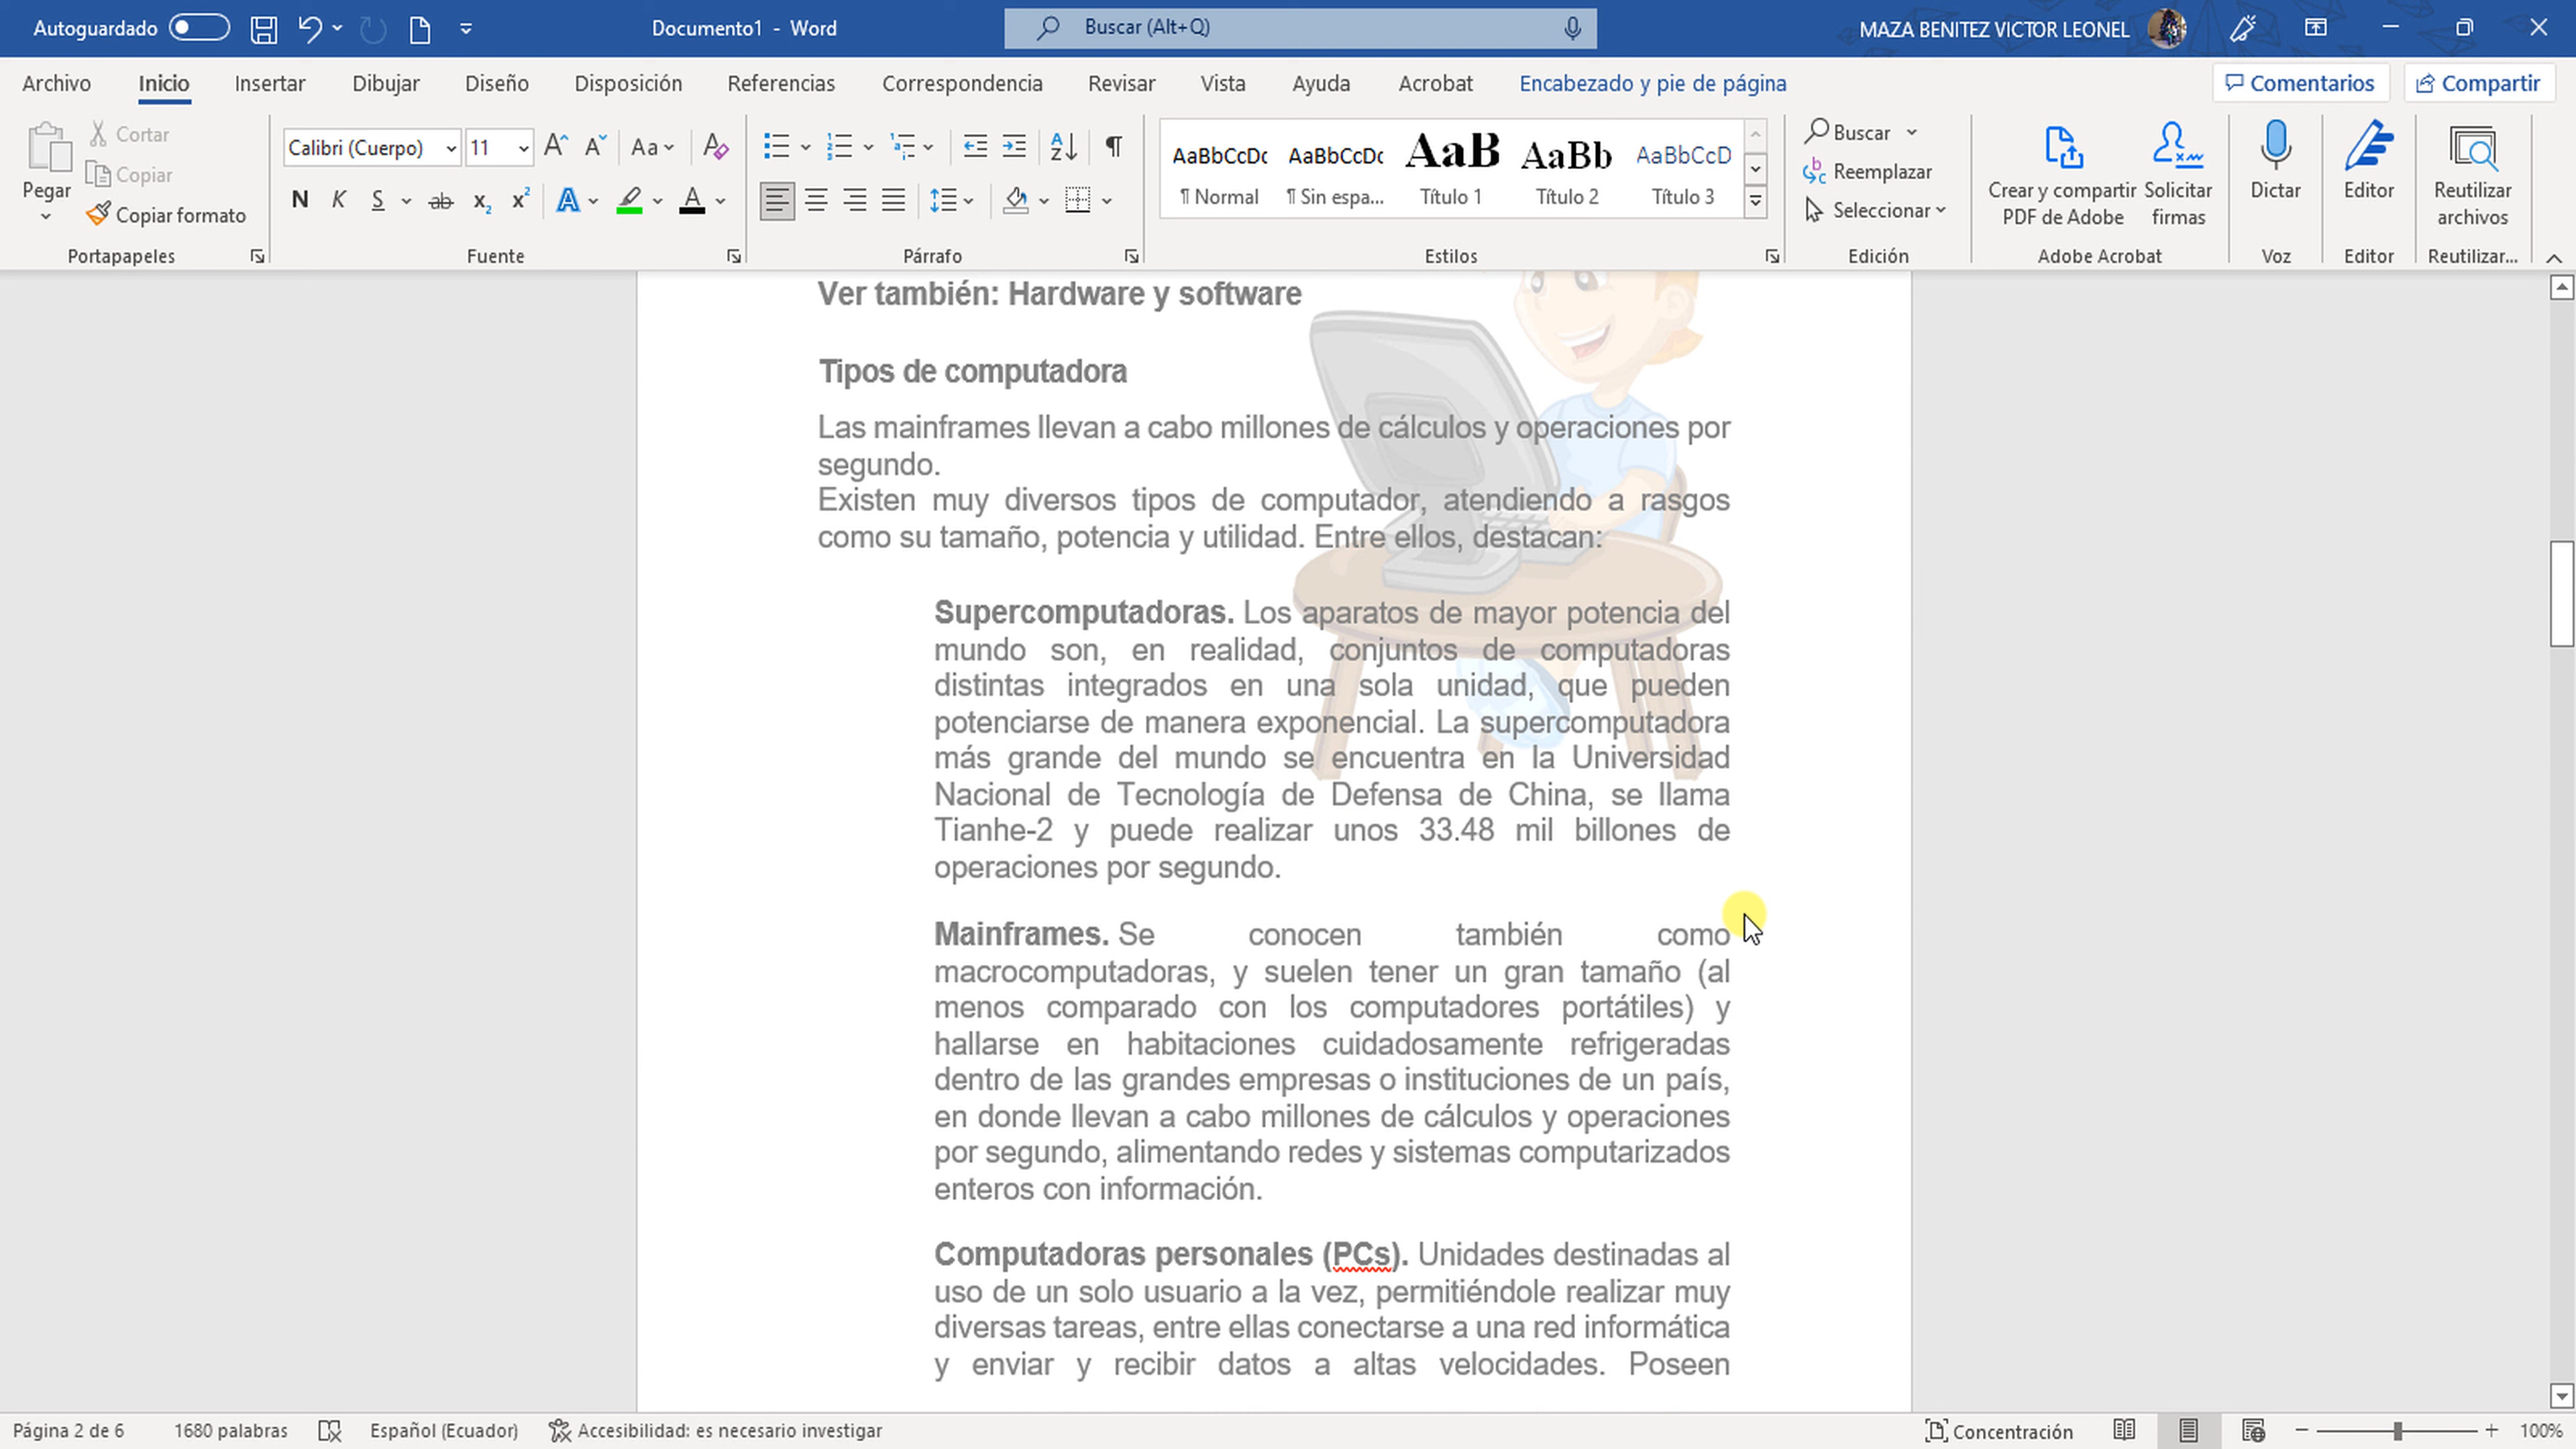 Autoguardado
Documento1 - Word
Buscar (Alt+Q)
MAZA BENITEZ VICTOR LEONEL
Archivo Inicio Insertar Dibujar Diseño Disposición Referencias Correspondencia Revisar Vista Ayuda Acrobat Encabezado y pie de página Comentarios Compartir
Pegar
Cortar
Copiar
Copiar formato
Portapapeles
Calibri (Cuerpo) 11
Aa
N K S ab x₂ x² A A
Fuente
Párrafo
AaBbCcDc AaBbCcDc AaB AaBb AaBbCcD
¶ Normal ¶ Sin espa... Título 1 Título 2 Título 3
Estilos
Buscar
Reemplazar
Seleccionar
Edición
Crear y compartir
PDF de Adobe
Solicitar
firmas
Adobe Acrobat
Dictar
Voz
Editor
Editor
Reutilizar
archivos
Reutilizar...
Ver también: Hardware y software
Tipos de computadora
Las mainframes llevan a cabo millones de cálculos y operaciones por
segundo.
Existen muy diversos tipos de computador, atendiendo a rasgos
como su tamaño, potencia y utilidad. Entre ellos, destacan:
Supercomputadoras. Los aparatos de mayor potencia del
mundo son, en realidad, conjuntos de computadoras
distintas integrados en una sola unidad, que pueden
potenciarse de manera exponencial. La supercomputadora
más grande del mundo se encuentra en la Universidad
Nacional de Tecnología de Defensa de China, se llama
Tianhe-2 y puede realizar unos 33.48 mil billones de
operaciones por segundo.
Mainframes. Se conocen también como
macrocomputadoras, y suelen tener un gran tamaño (al
menos comparado con los computadores portátiles) y
hallarse en habitaciones cuidadosamente refrigeradas
dentro de las grandes empresas o instituciones de un país,
en donde llevan a cabo millones de cálculos y operaciones
por segundo, alimentando redes y sistemas computarizados
enteros con información.
Computadoras personales (PCs). Unidades destinadas al
uso de un solo usuario a la vez, permitiéndole realizar muy
diversas tareas, entre ellas conectarse a una red informática
y enviar y recibir datos a altas velocidades. Poseen
Página 2 de 6 1680 palabras Español (Ecuador) Accesibilidad: es necesario investigar Concentración 100%